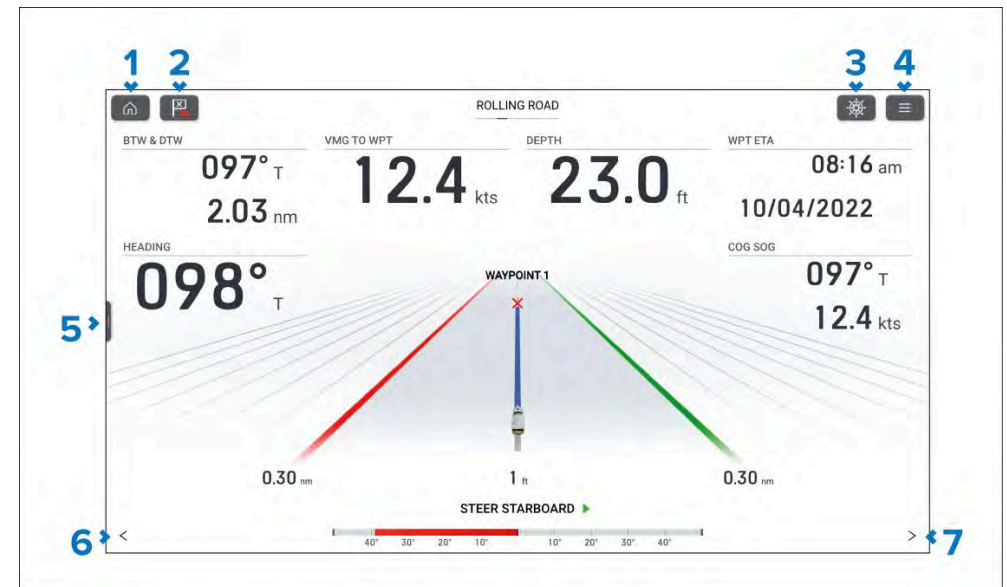 1 2 3 4
ROLLING ROAD
BTW & DTW VMG TO WPT DEPTH WPT ETA
097° T 12.4 kts 23.0 ft 08:16 am
2.03 nm 10/04/2022
HEADING COG SOG
098° T 097° T
WAYPOINT 1
12.4 kts
5
0.30 nm 1 ft 0.30 nm
STEER STARBOARD
6 < > 7
40° 30° 20° 10° 10° 20° 30° 40°